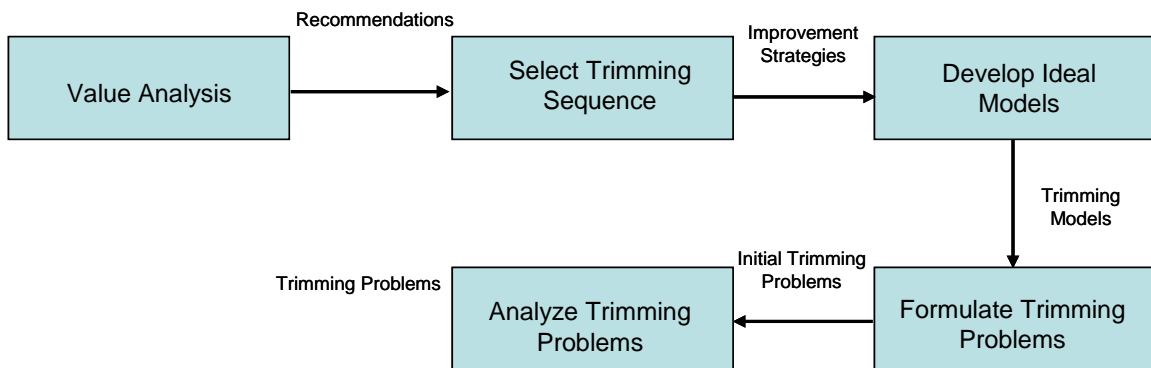 Recommendations
Value Analysis
Select Trimming
Sequence
Improvement
Strategies
Develop Ideal
Models
Trimming
Models
Formulate Trimming
Problems
Initial Trimming
Problems
Analyze Trimming
Problems
Trimming Problems